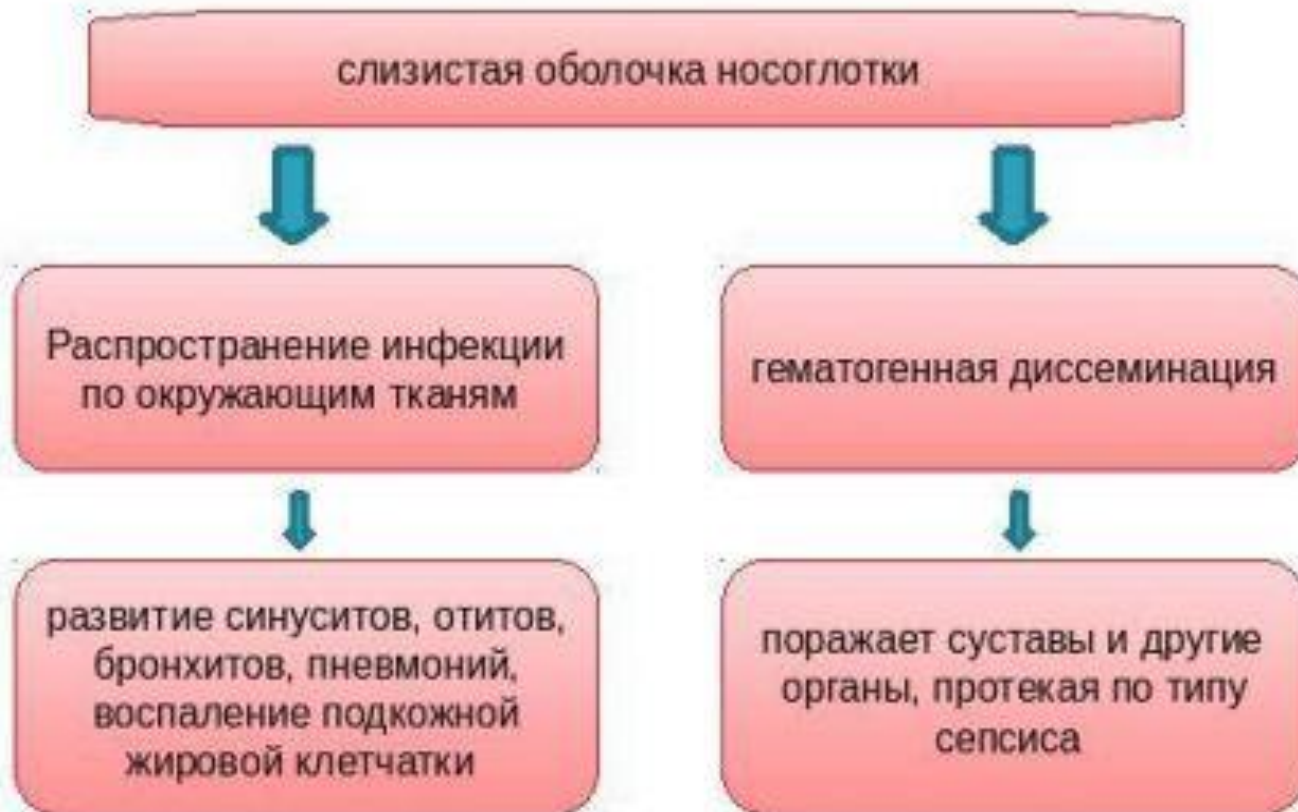 слизистая оболочка носоглотки
Распространение инфекции
по окружающим тканям
гематогенная диссеминация
развитие синуситов, отитов,
бронхитов, пневмоний,
воспаление подкожной
жировой клетчатки
поражает суставы и другие
органы, протекая по типу
сепсиса